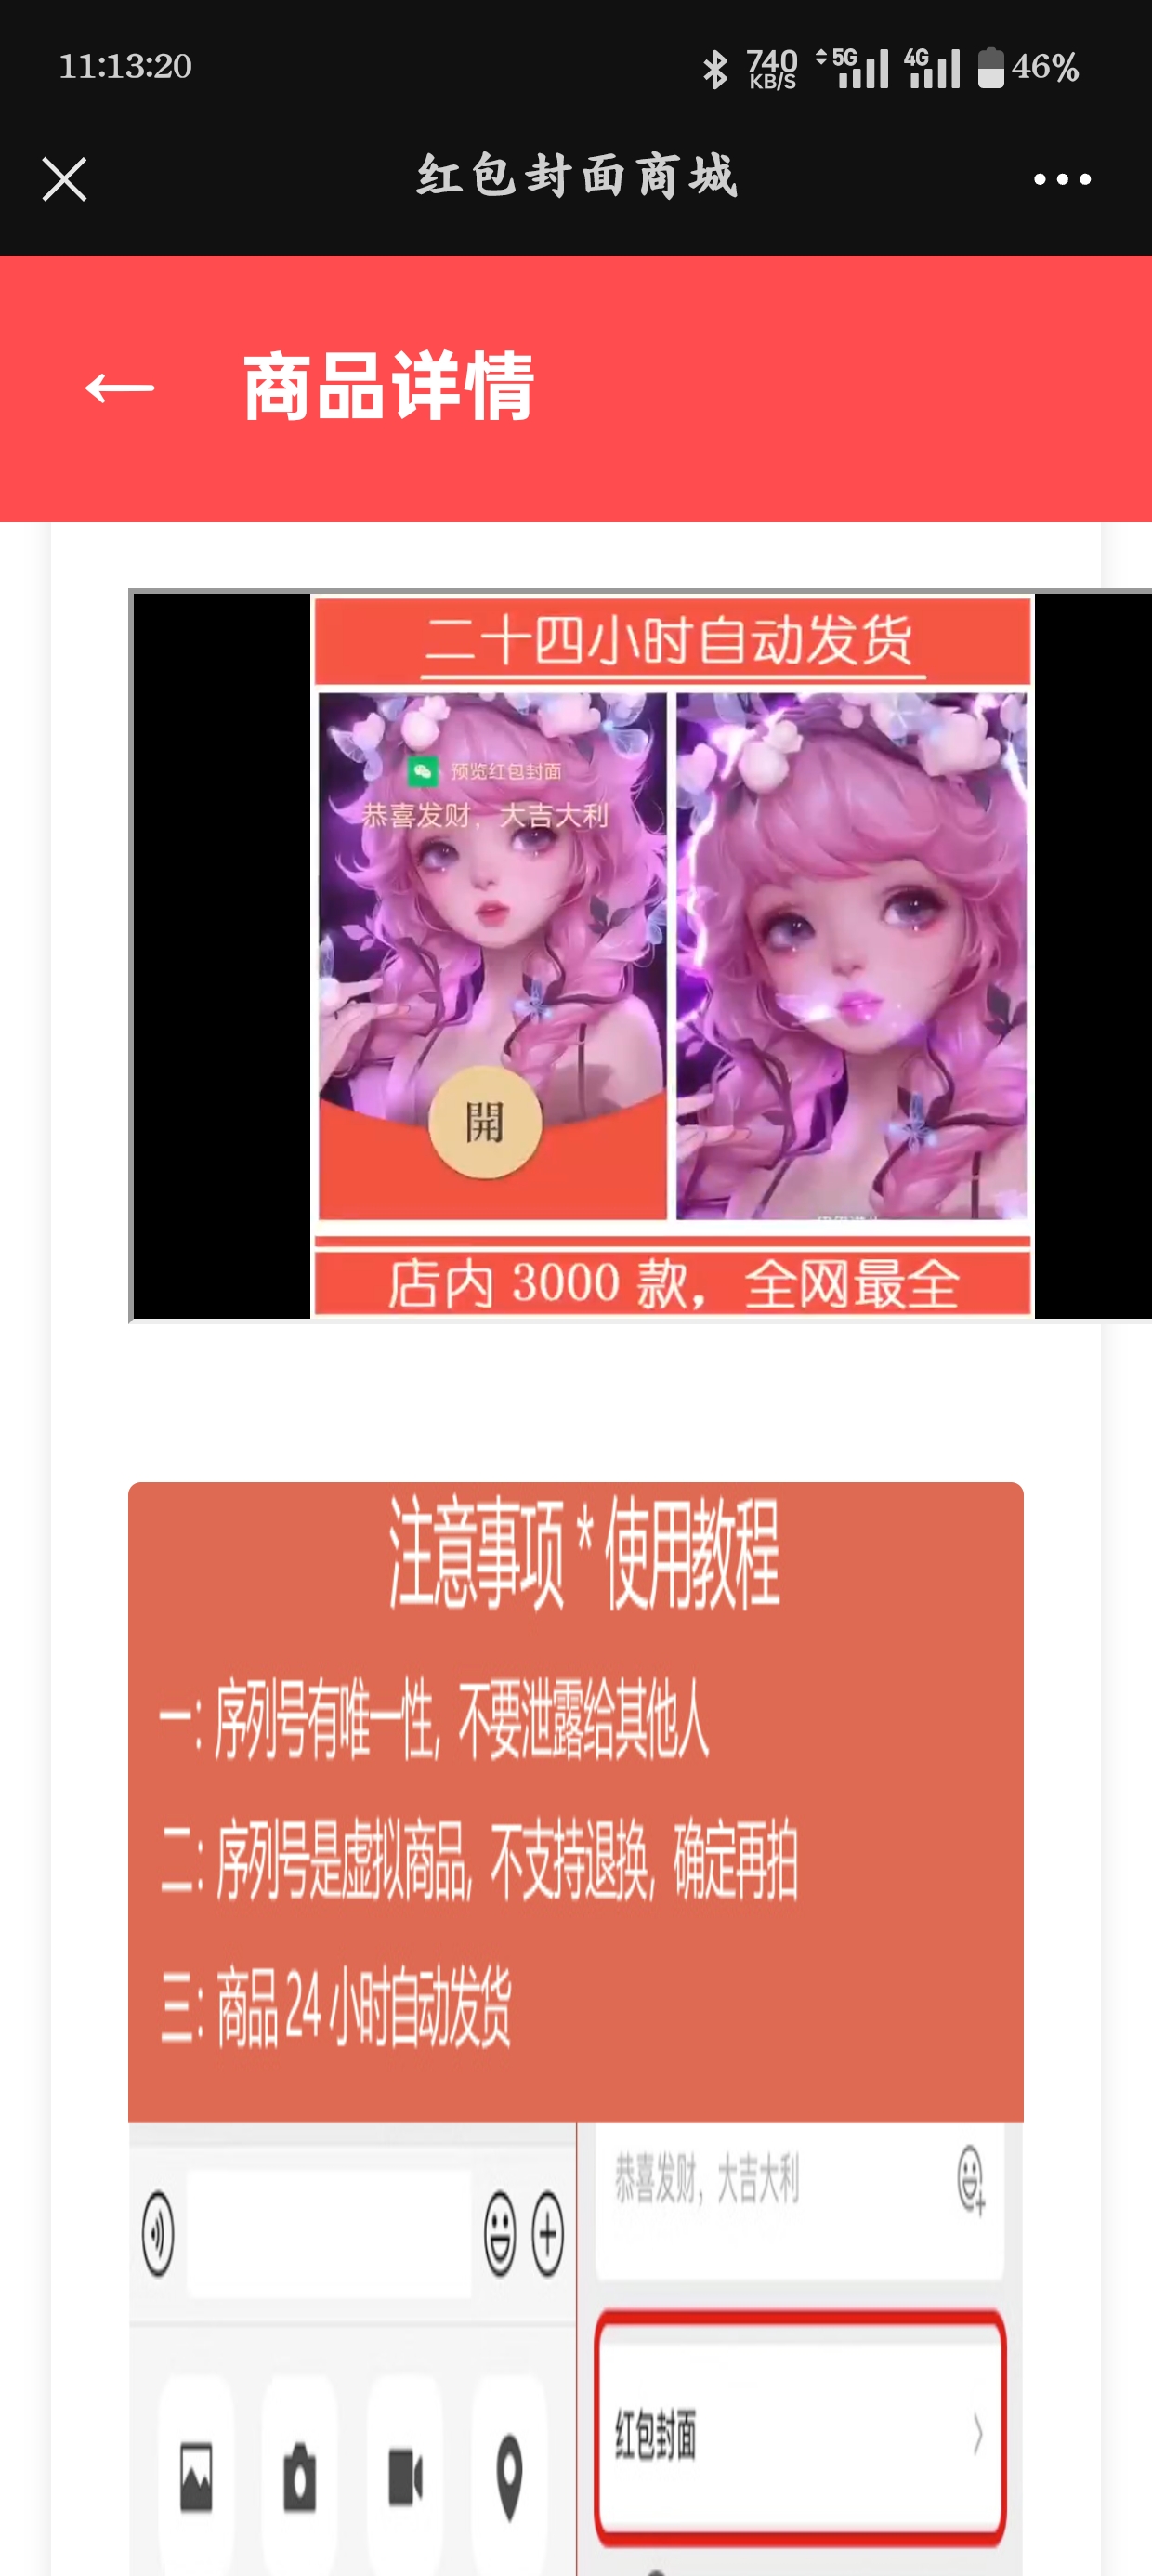 11:13:20
740 KB/S 5G 4G 46%
红包封面商城
← 商品详情
二十四小时自动发货
预览红包封面
恭喜发财，大吉大利
開
店内 3000 款，全网最全
注意事项 * 使用教程
一：序列号有唯一性，不要泄露给其他人
二：序列号是虚拟商品，不支持退换，确定再拍
三：商品 24 小时自动发货
恭喜发财，大吉大利
红包封面